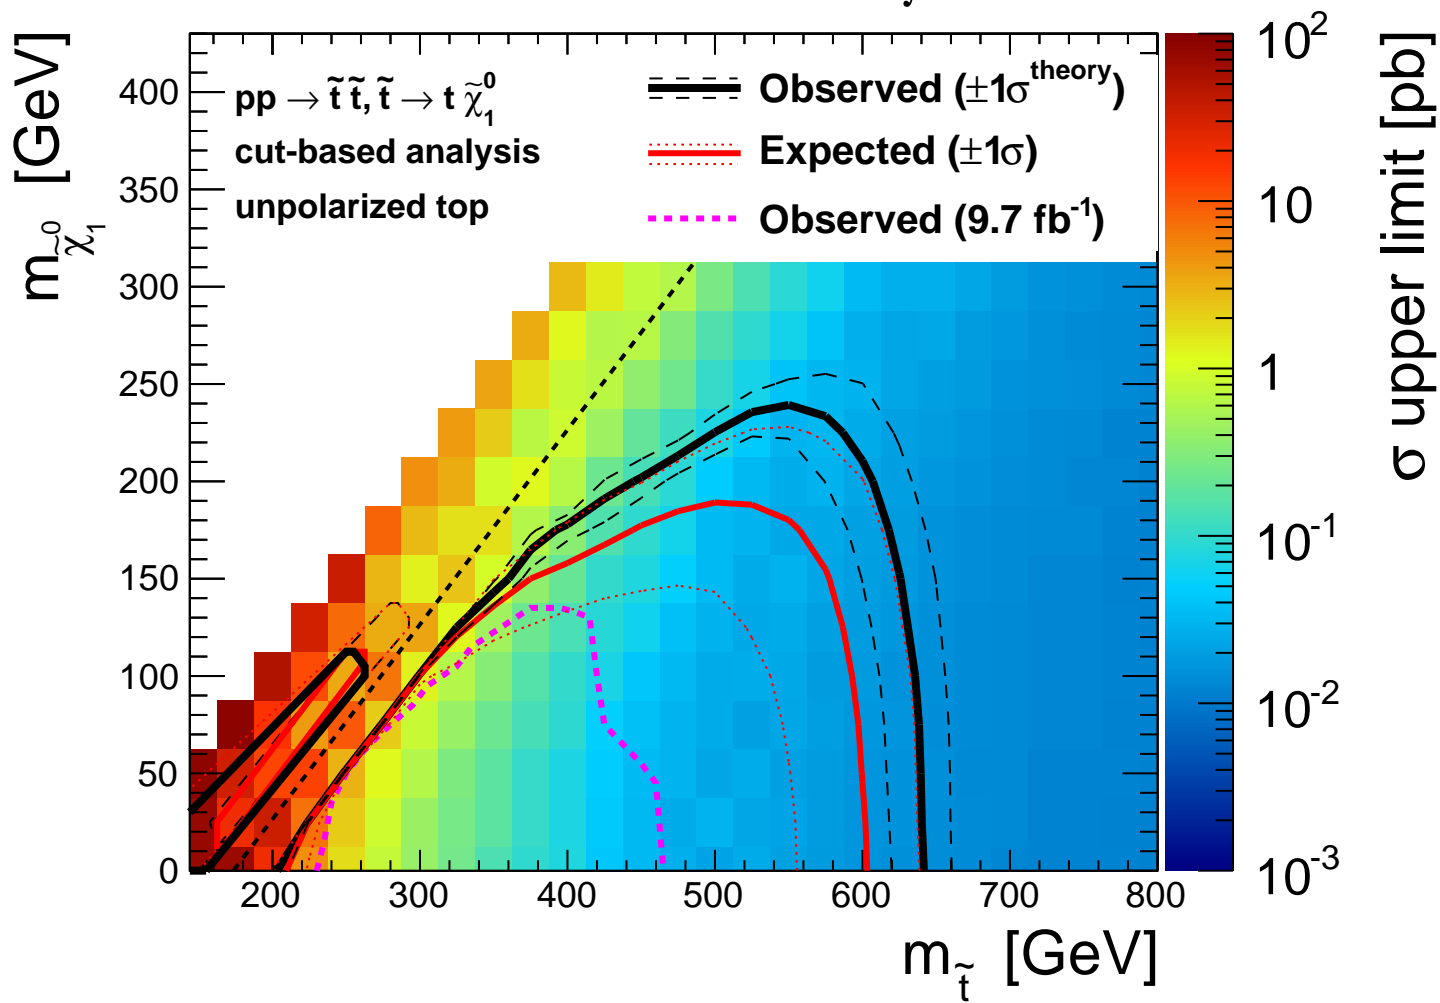 pp → t̃ t̃, t̃ → t χ̃₁⁰
cut-based analysis
unpolarized top
Observed (±1σ^theory)
Expected (±1σ)
Observed (9.7 fb⁻¹)
m_χ̃₁⁰ [GeV]
400
350
300
250
200
150
100
50
0
200 300 400 500 600 700 800
m_t̃ [GeV]
10²
10
1
10⁻¹
10⁻²
10⁻³
σ upper limit [pb]